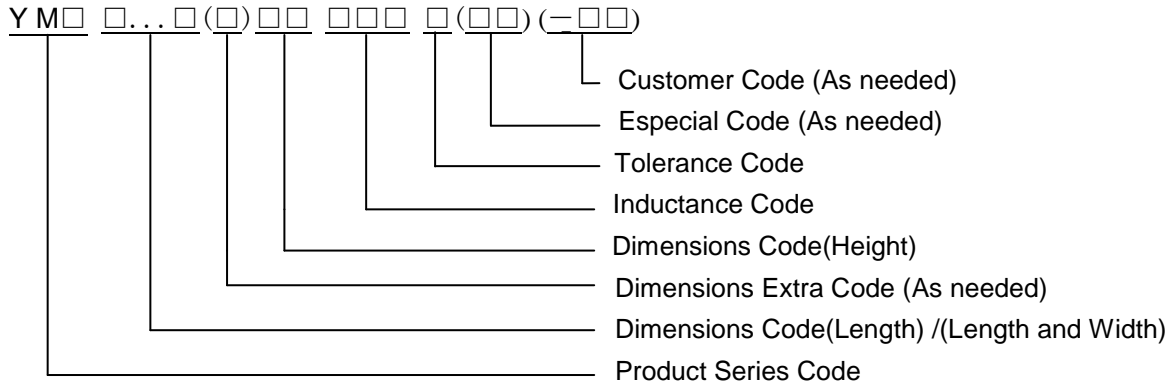 YM□ □...□(□)□□ □□□ □(□□)(-□□)
Customer Code (As needed)
Especial Code (As needed)
Tolerance Code
Inductance Code
Dimensions Code(Height)
Dimensions Extra Code (As needed)
Dimensions Code(Length) /(Length and Width)
Product Series Code